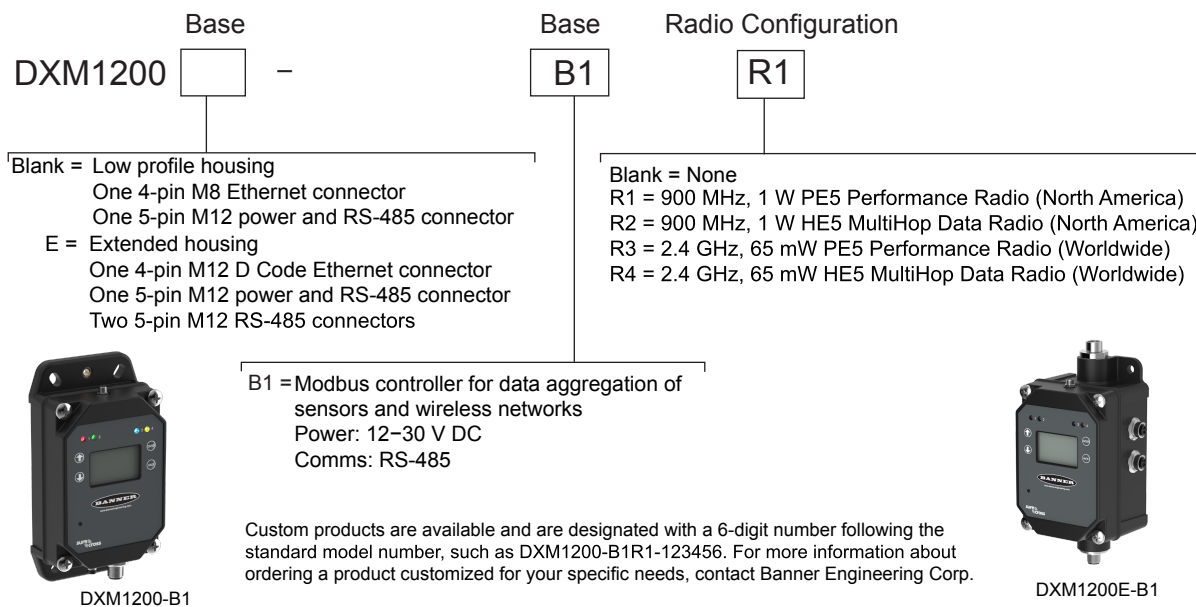 Base
Base
Radio Configuration
DXM1200
–
B1
R1
Blank = Low profile housing
One 4-pin M8 Ethernet connector
One 5-pin M12 power and RS-485 connector
E = Extended housing
One 4-pin M12 D Code Ethernet connector
One 5-pin M12 power and RS-485 connector
Two 5-pin M12 RS-485 connectors
Blank = None
R1 = 900 MHz, 1 W PE5 Performance Radio (North America)
R2 = 900 MHz, 1 W HE5 MultiHop Data Radio (North America)
R3 = 2.4 GHz, 65 mW PE5 Performance Radio (Worldwide)
R4 = 2.4 GHz, 65 mW HE5 MultiHop Data Radio (Worldwide)
B1 =Modbus controller for data aggregation of
sensors and wireless networks
Power: 12−30 V DC
Comms: RS-485
BANNER
SURE CROSS
BANNER
SURE CROSS
Custom products are available and are designated with a 6-digit number following the
standard model number, such as DXM1200-B1R1-123456. For more information about
ordering a product customized for your specific needs, contact Banner Engineering Corp.
DXM1200-B1
DXM1200E-B1